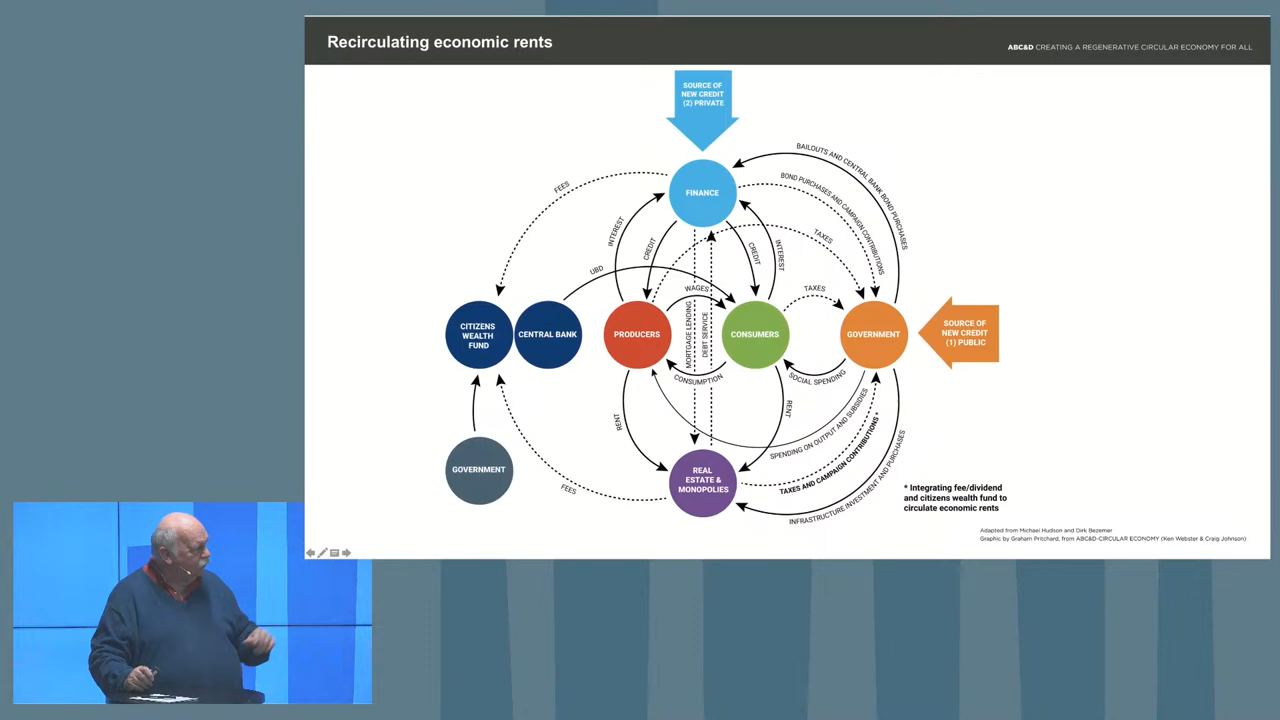 Recirculating economic rents
ABC&D CREATING A REGENERATIVE CIRCULAR ECONOMY FOR ALL
SOURCE OF
NEW CREDIT
(2) PRIVATE
BAILOUTS AND CENTRAL BANK BOND PURCHASES
BOND PURCHASES AND CAMPAIGN CONTRIBUTIONS
FEES
FINANCE
INTEREST
CREDIT
CREDIT
INTEREST
TAXES
UBD
WAGES
TAXES
CITIZENS
WEALTH
FUND
CENTRAL BANK
PRODUCERS
MORTGAGE LENDING
DEBT SERVICE
CONSUMERS
GOVERNMENT
SOURCE OF
NEW CREDIT
(1) PUBLIC
CONSUMPTION
SOCIAL SPENDING
RENT
RENT
SPENDING ON OUTPUT AND SUBSIDIES
TAXES AND CAMPAIGN CONTRIBUTIONS *
INFRASTRUCTURE INVESTMENT AND PURCHASES
GOVERNMENT
FEES
REAL
ESTATE &
MONOPOLIES
* Integrating fee/dividend
and citizens wealth fund to
circulate economic rents
Adapted from Michael Hudson and Dirk Bezemer
Graphic by Graham Pritchard, from ABC&D-CIRCULAR ECONOMY (Ken Webster & Craig Johnson)